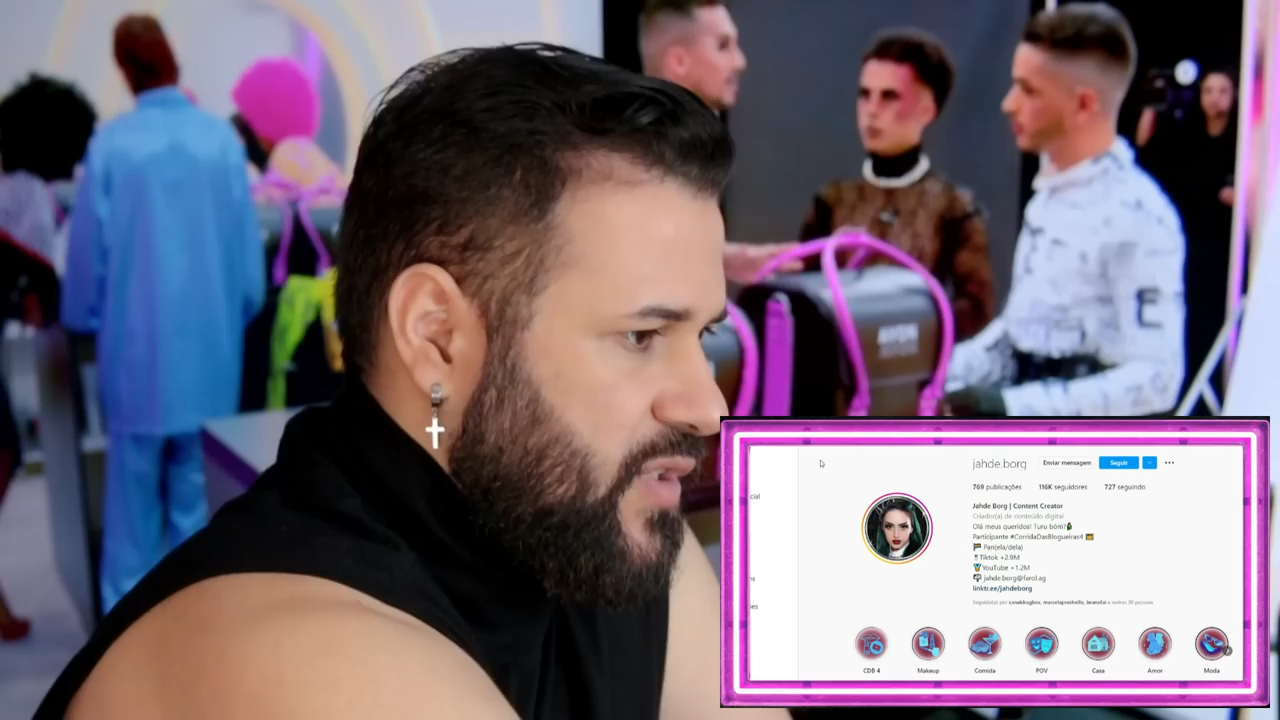 AVON
E
jahde.borg Enviar mensagem Seguir
769 publicações 116K seguidores 727 seguindo
Jahde Borg | Content Creator
Criador(a) de conteúdo digital
Olá meus queridos! Turu bom?
Participante #CorridaDasBlogueiras4
Pan(ela/dela)
Tiktok +2.9M
YouTube +1.2M
jahde.borg@farol.ag
linktr.ee/jahdeborg
cial
CDB 4 Makeup Comida POV Casa Amor Moda